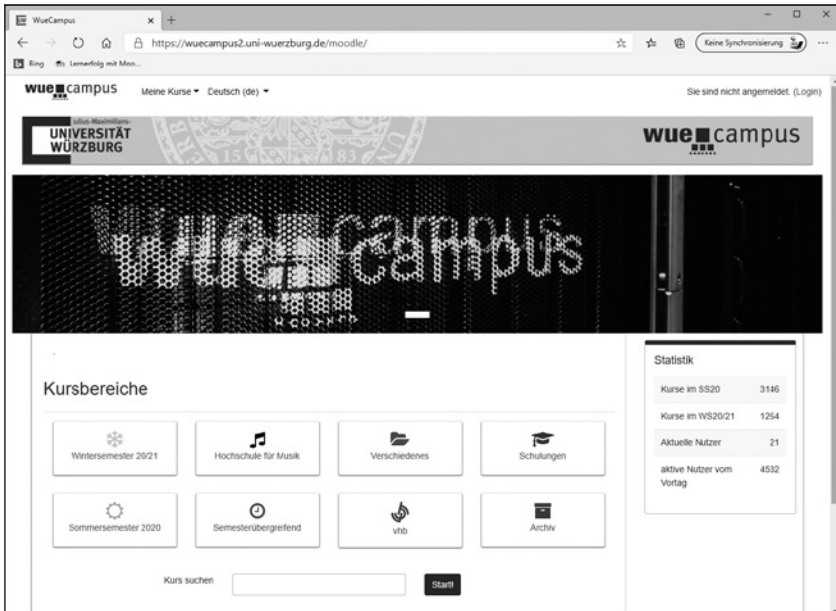 WueCampus
https://wuecampus2.uni-wuerzburg.de/moodle/
Keine Synchronisierung
Bing Lernerfolg mit Moo...
wuecampus Meine Kurse Deutsch (de) Sie sind nicht angemeldet. (Login)
Julius-Maximilians-
UNIVERSITÄT
WÜRZBURG
15 83
wuecampus
wuecampus
Kursbereiche
Wintersemester 20/21
Hochschule für Musik
Verschiedenes
Schulungen
Sommersemester 2020
Semesterübergreifend
vhb
Archiv
Kurs suchen
Start!
Statistik
Kurse im SS20 3146
Kurse im WS20/21 1254
Aktuelle Nutzer 21
aktive Nutzer vom 4532
Vortag